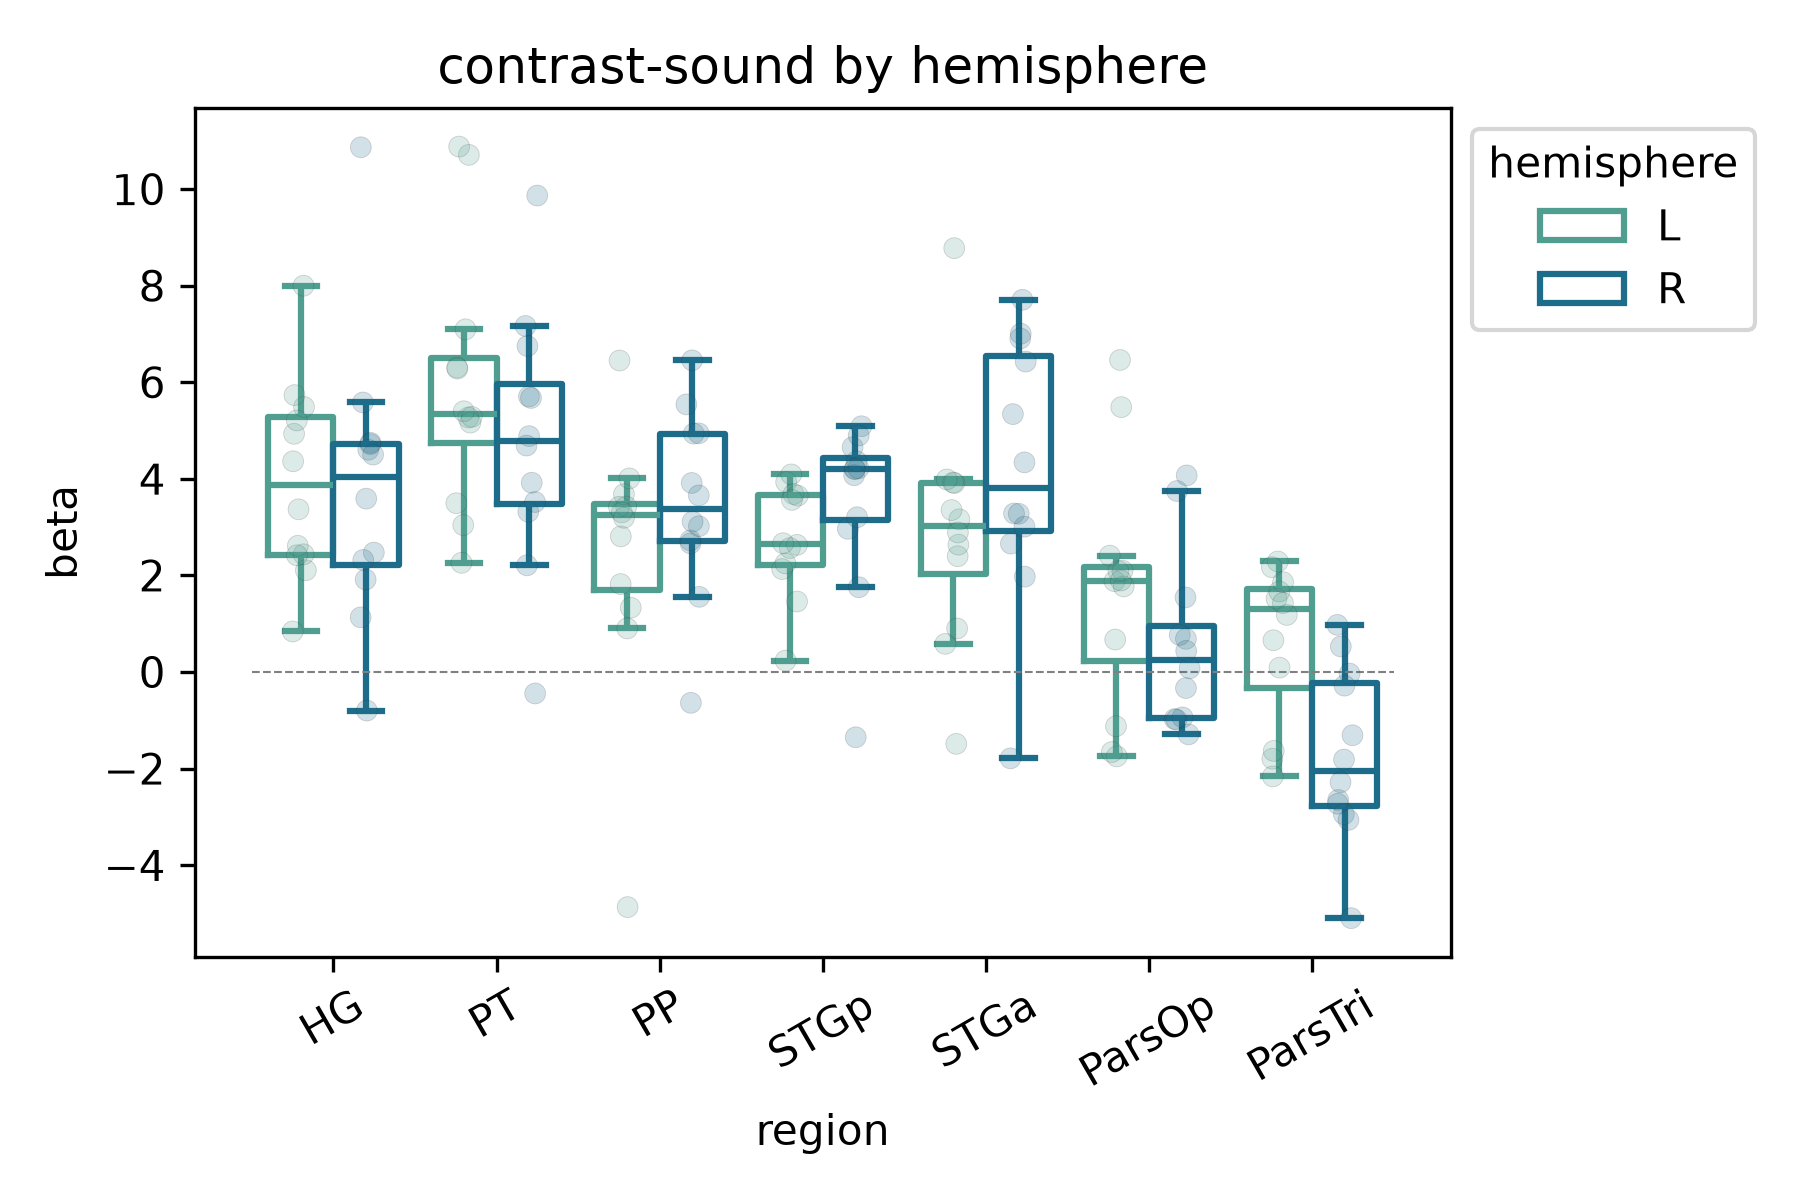 contrast-sound by hemisphere
hemisphere
L
R
beta
10
8
6
4
2
0
−2
−4
HG
PT
PP
STGp
STGa
ParsOp
ParsTri
region